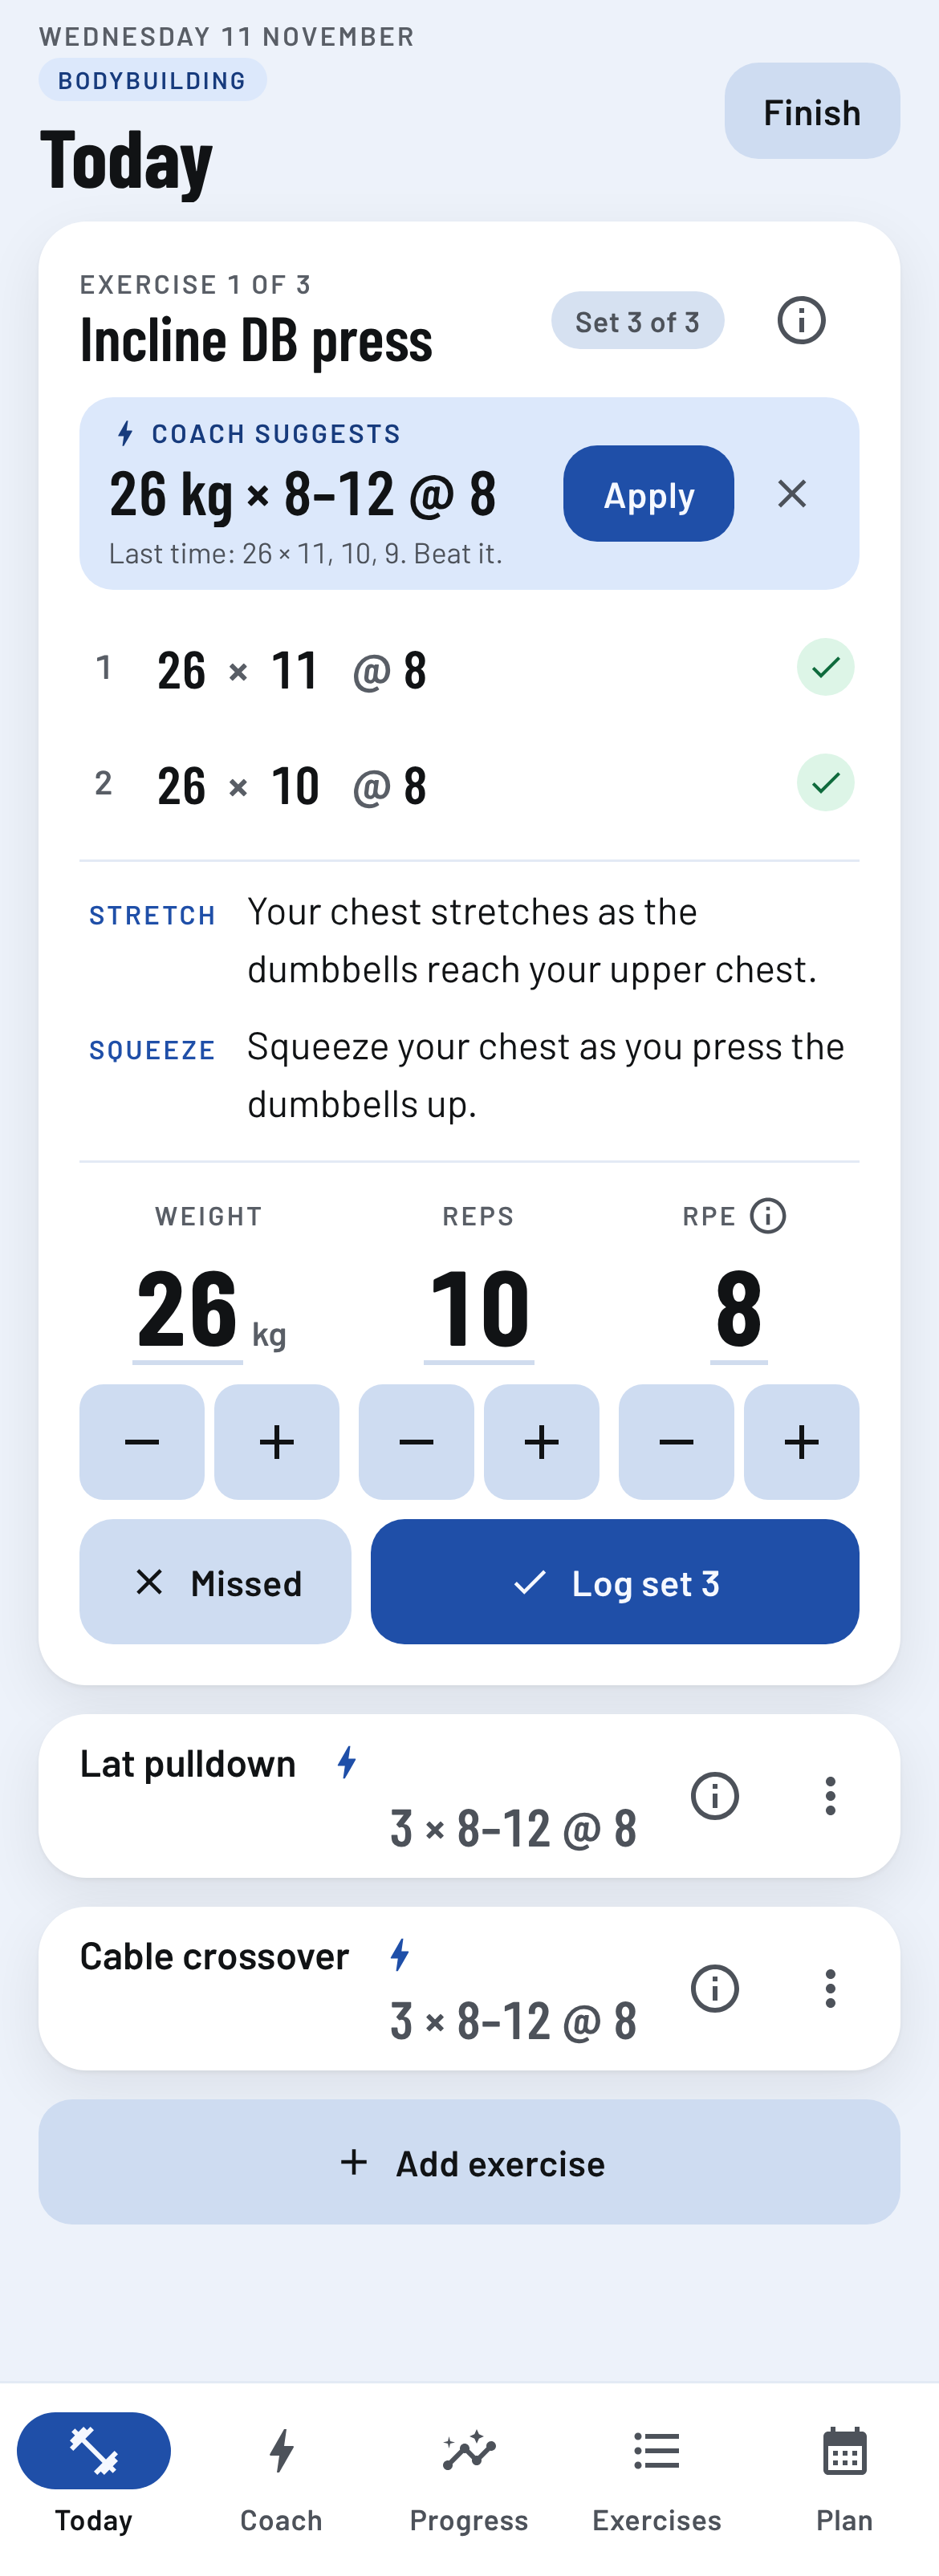 WEDNESDAY 11 NOVEMBER
BODYBUILDING
Today
Finish
EXERCISE 1 OF 3
Incline DB press
Set 3 of 3
COACH SUGGESTS
26 kg × 8–12 @ 8
Last time: 26 × 11, 10, 9. Beat it.
Apply
1 26 × 11 @ 8
2 26 × 10 @ 8
STRETCH Your chest stretches as the
dumbbells reach your upper chest.
SQUEEZE Squeeze your chest as you press the
dumbbells up.
WEIGHT REPS RPE
26 kg 10 8
Missed Log set 3
Lat pulldown
3 × 8–12 @ 8
Cable crossover
3 × 8–12 @ 8
Add exercise
Today Coach Progress Exercises Plan